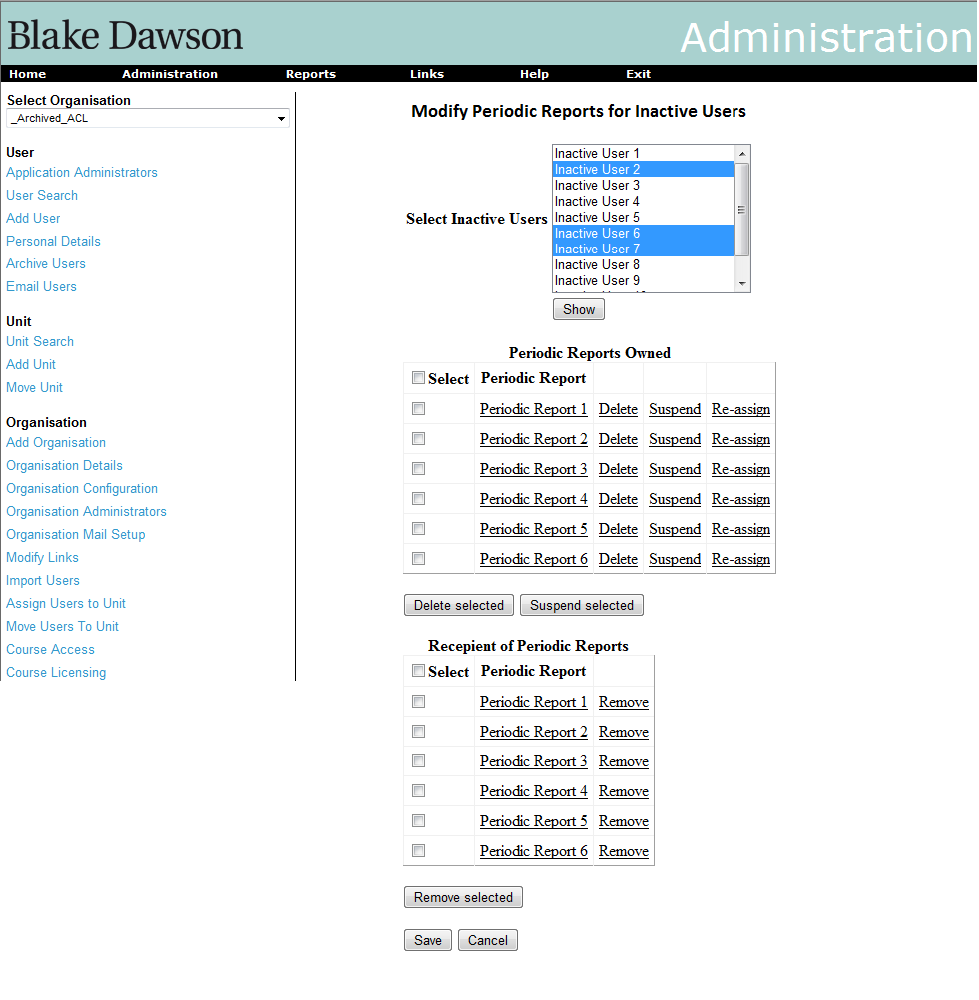 Blake Dawson
Administration
Home Administration Reports Links Help Exit
Select Organisation
_Archived_ACL
User
Application Administrators
User Search
Add User
Personal Details
Archive Users
Email Users
Unit
Unit Search
Add Unit
Move Unit
Organisation
Add Organisation
Organisation Details
Organisation Configuration
Organisation Administrators
Organisation Mail Setup
Modify Links
Import Users
Assign Users to Unit
Move Users To Unit
Course Access
Course Licensing
Modify Periodic Reports for Inactive Users
Select Inactive Users
Inactive User 1
Inactive User 2
Inactive User 3
Inactive User 4
Inactive User 5
Inactive User 6
Inactive User 7
Inactive User 8
Inactive User 9
Show
Periodic Reports Owned
Select Periodic Report
Periodic Report 1 Delete Suspend Re-assign
Periodic Report 2 Delete Suspend Re-assign
Periodic Report 3 Delete Suspend Re-assign
Periodic Report 4 Delete Suspend Re-assign
Periodic Report 5 Delete Suspend Re-assign
Periodic Report 6 Delete Suspend Re-assign
Delete selected Suspend selected
Recepient of Periodic Reports
Select Periodic Report
Periodic Report 1 Remove
Periodic Report 2 Remove
Periodic Report 3 Remove
Periodic Report 4 Remove
Periodic Report 5 Remove
Periodic Report 6 Remove
Remove selected
Save Cancel